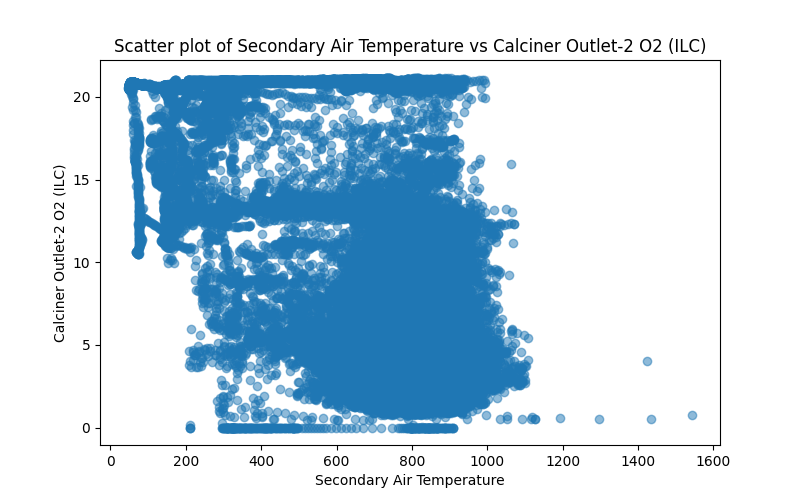 Scatter plot of Secondary Air Temperature vs Calciner Outlet-2 O2 (ILC)
Calciner Outlet-2 O2 (ILC)
20
15
10
5
0
0 200 400 600 800 1000 1200 1400 1600
Secondary Air Temperature